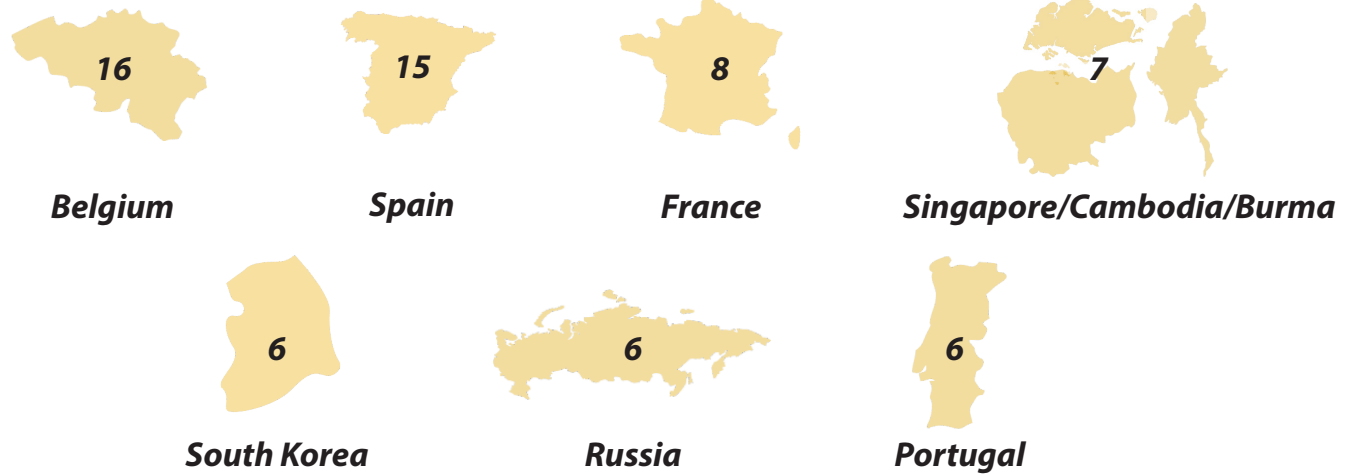 16
15
8
7
Belgium
Spain
France
Singapore/Cambodia/Burma
6
6
6
South Korea
Russia
Portugal